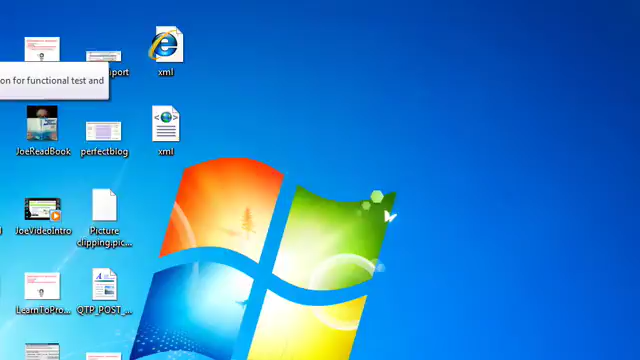 port
xml
on for functional test and
JoeReadBook
perfectblog
xml
JoeVideoIntro
Picture
clipping.pic...
LearnToPro...
QTP_POST_...